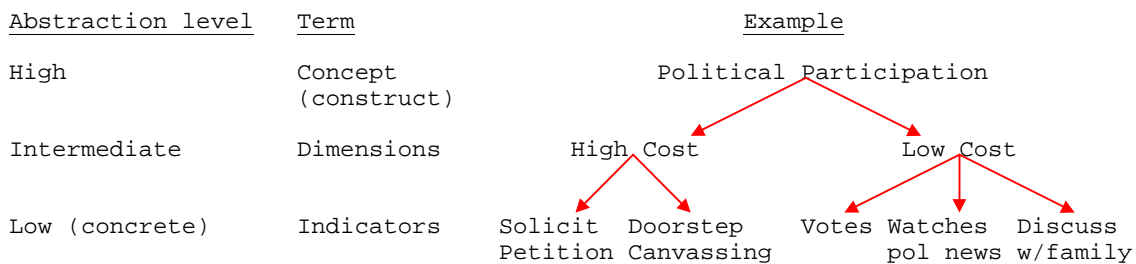 Abstraction level Term Example
High Concept Political Participation
(construct)
Intermediate Dimensions High Cost Low Cost
Low (concrete) Indicators Solicit Doorstep Votes Watches Discuss
Petition Canvassing pol news w/family